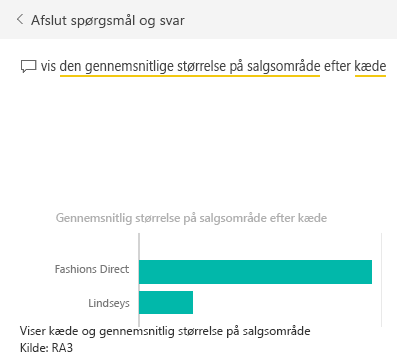 Afslut spørgsmål og svar
vis den gennemsnitlige størrelse på salgsområde efter kæde
Gennemsnitlig størrelse på salgsområde efter kæde
Fashions Direct
Lindseys
Viser kæde og gennemsnitlig størrelse på salgsområde
Kilde: RA3